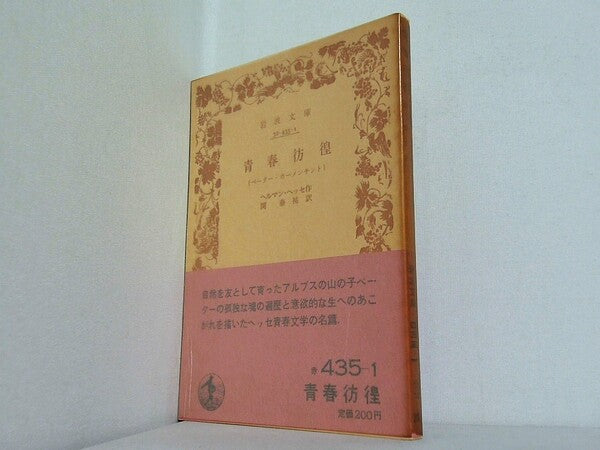 岩波文庫
青春彷徨
(ペーター・カーメンチント)
ヘルマン・ヘッセ作
関泰祐訳
自然を友として育ったアルプスの山の子ペー
ターの孤独な魂の遍歴と意欲的な生へのあこ
がれを描いたヘッセ青春文学の名篇.
赤 435-1
青春彷徨
定価200円